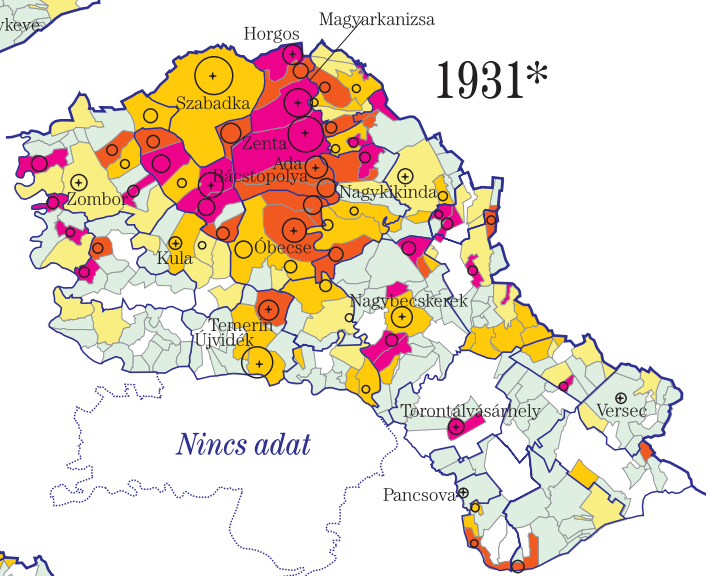 Magyarkanizsa
Horgos
1931*
Szabadka
Zenta
Ada
Bácstopolya
Nagykikinda
Zombor
Óbecse
Kula
Nagybecskerek
Temerin
Újvidék
Torontálvásárhely
Versec
Nincs adat
Pancsova